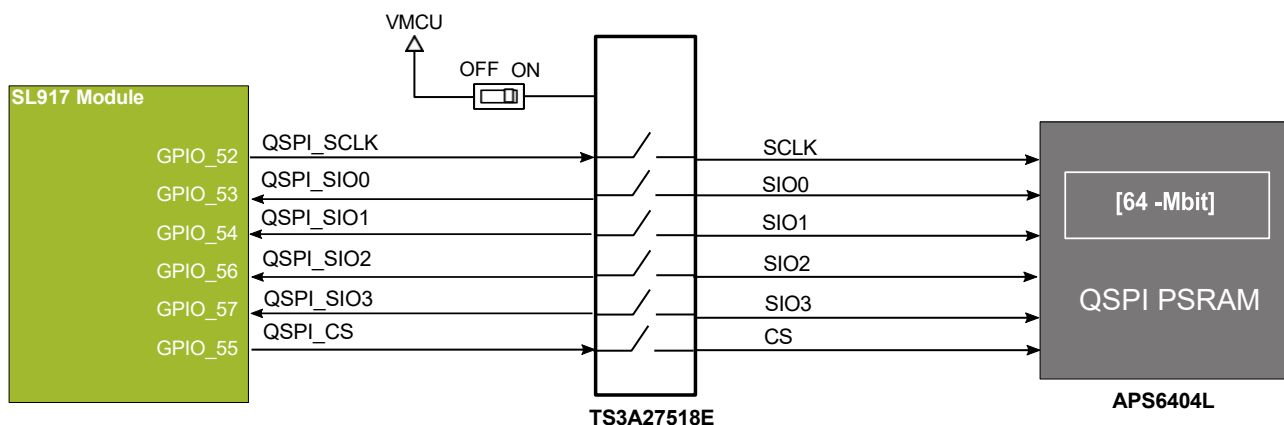 VMCU
OFF ON
SL917 Module
GPIO_52 QSPI_SCLK SCLK
GPIO_53 QSPI_SIO0 SIO0
GPIO_54 QSPI_SIO1 SIO1
GPIO_56 QSPI_SIO2 SIO2
GPIO_57 QSPI_SIO3 SIO3
GPIO_55 QSPI_CS CS
[64 -Mbit]
QSPI PSRAM
APS6404L
TS3A27518E